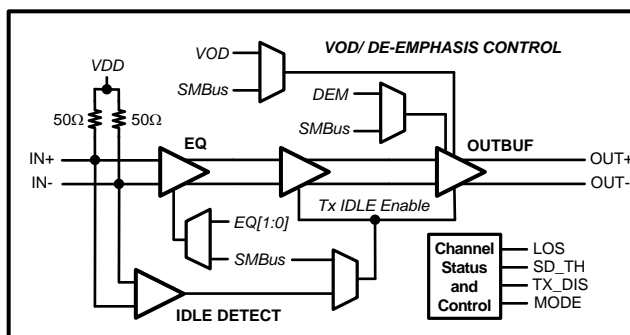 VOD
VOD/ DE-EMPHASIS CONTROL
VDD
SMBus
DEM
50Ω
50Ω
SMBus
EQ
OUTBUF
IN+
OUT+
IN-
OUT-
Tx IDLE Enable
EQ[1:0]
SMBus
IDLE DETECT
Channel
Status
and
Control
LOS
SD_TH
TX_DIS
MODE